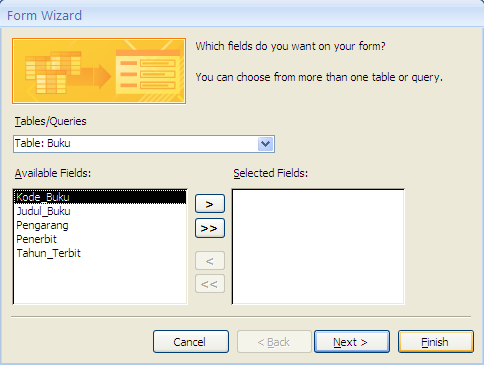 Form Wizard
Which fields do you want on your form?
You can choose from more than one table or query.
Tables/Queries
Table: Buku
Available Fields:
Selected Fields:
Kode_Buku
Judul_Buku
Pengarang
Penerbit
Tahun_Terbit
>
>>
<
<<
Cancel
< Back
Next >
Finish